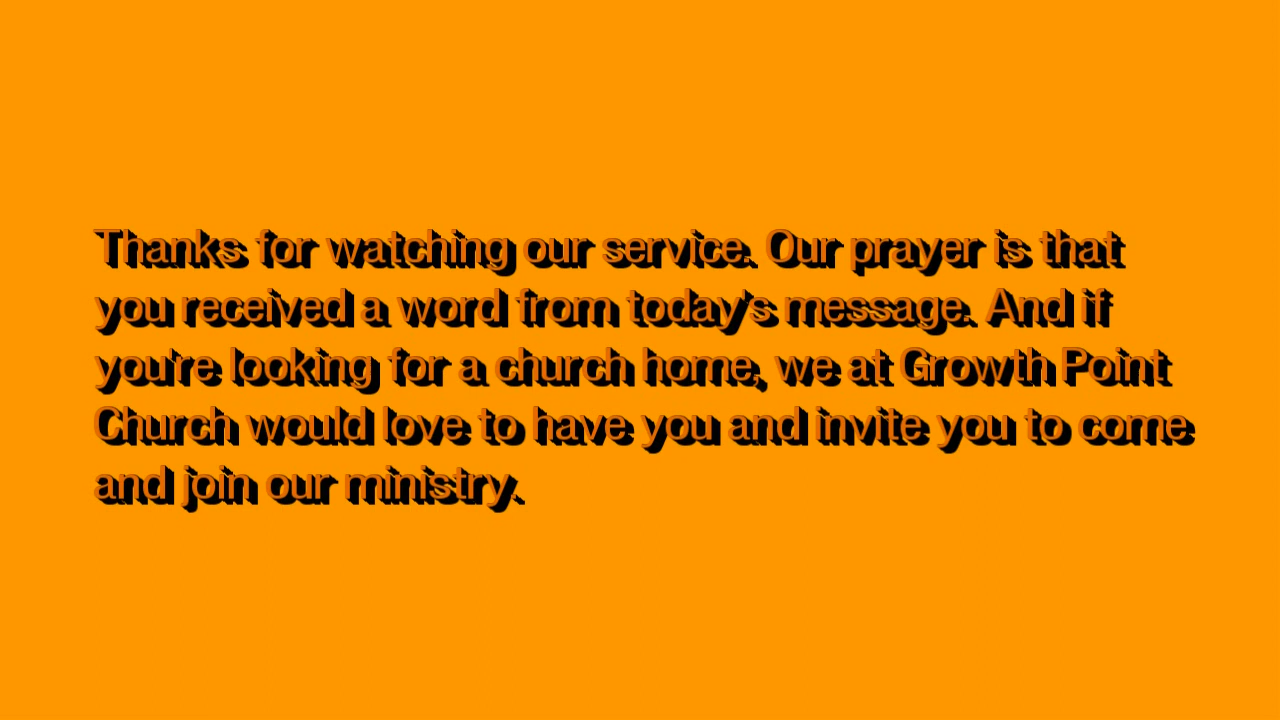 Thanks for watching our service. Our prayer is that
you received a word from today's message. And if
you're looking for a church home, we at Growth Point
Church would love to have you and invite you to come
and join our ministry.